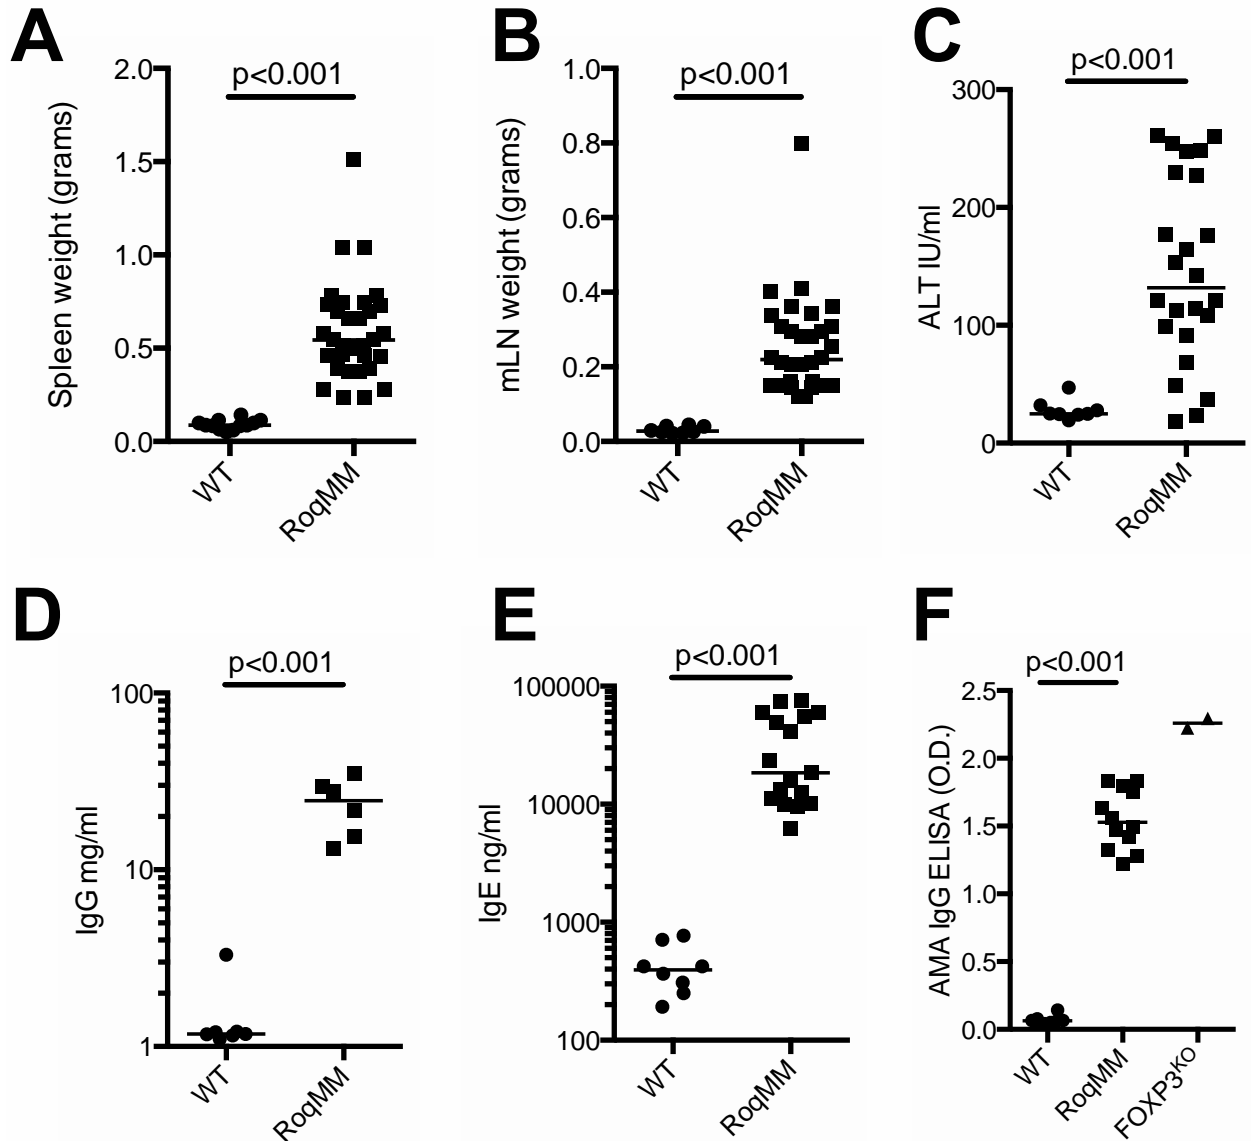 A
p<0.001
Spleen weight (grams)
2.0
1.5
1.0
0.5
0.0
WT
RoqMM
B
p<0.001
mLN weight (grams)
1.0
0.8
0.6
0.4
0.2
0.0
WT
RoqMM
C
p<0.001
ALT IU/ml
300
200
100
0
WT
RoqMM
D
p<0.001
IgG mg/ml
100
10
1
WT
RoqMM
E
p<0.001
IgE ng/ml
100000
10000
1000
100
WT
RoqMM
F
p<0.001
AMA IgG ELISA (O.D.)
2.5
2.0
1.5
1.0
0.5
0.0
WT
RoqMM
FOXP3ᴷᴼ